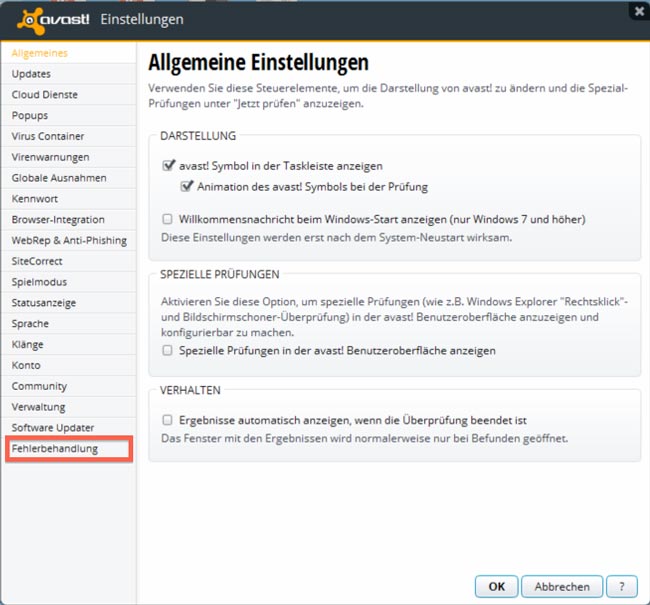 avast! Einstellungen
Allgemeines
Updates
Cloud Dienste
Popups
Virus Container
Virenwarnungen
Globale Ausnahmen
Kennwort
Browser-Integration
WebRep & Anti-Phishing
SiteCorrect
Spielmodus
Statusanzeige
Sprache
Klänge
Konto
Community
Verwaltung
Software Updater
Fehlerbehandlung
Allgemeine Einstellungen
Verwenden Sie diese Steuerelemente, um die Darstellung von avast! zu ändern und die Spezial-
Prüfungen unter "Jetzt prüfen" anzuzeigen.
DARSTELLUNG
avast! Symbol in der Taskleiste anzeigen
Animation des avast! Symbols bei der Prüfung
Willkommensnachricht beim Windows-Start anzeigen (nur Windows 7 und höher)
Diese Einstellungen werden erst nach dem System-Neustart wirksam.
SPEZIELLE PRÜFUNGEN
Aktivieren Sie diese Option, um spezielle Prüfungen (wie z.B. Windows Explorer "Rechtsklick"-
und Bildschirmschoner-Überprüfung) in der avast! Benutzeroberfläche anzuzeigen und
konfigurierbar zu machen.
Spezielle Prüfungen in der avast! Benutzeroberfläche anzeigen
VERHALTEN
Ergebnisse automatisch anzeigen, wenn die Überprüfung beendet ist
Das Fenster mit den Ergebnissen wird normalerweise nur bei Befunden geöffnet.
OK Abbrechen ?